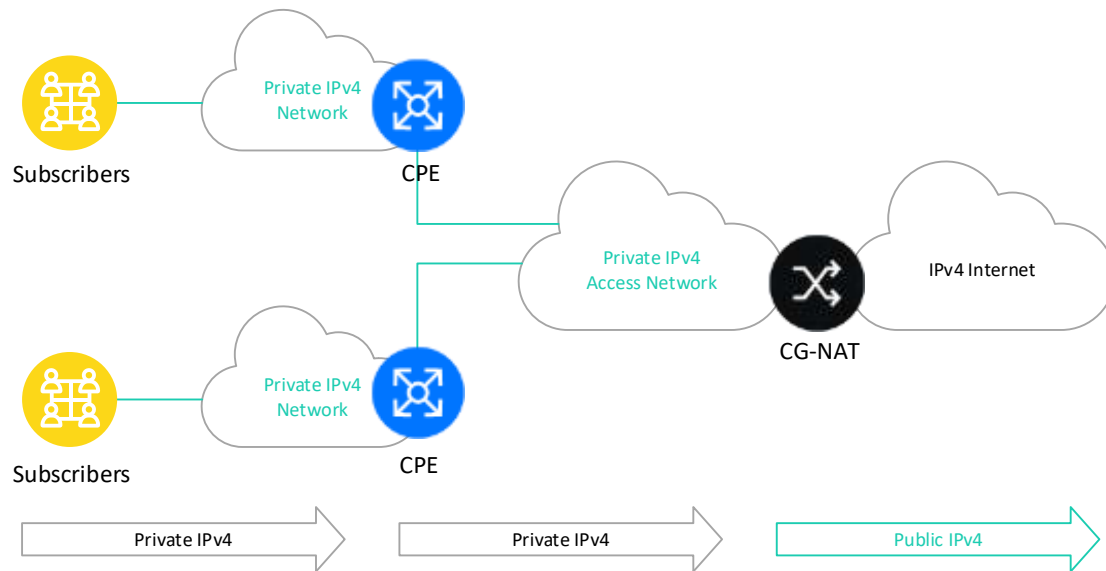 Private IPv4
Network
Subscribers
CPE
Private IPv4
Access Network
IPv4 Internet
CG-NAT
Private IPv4
Network
Subscribers
CPE
Private IPv4
Private IPv4
Public IPv4